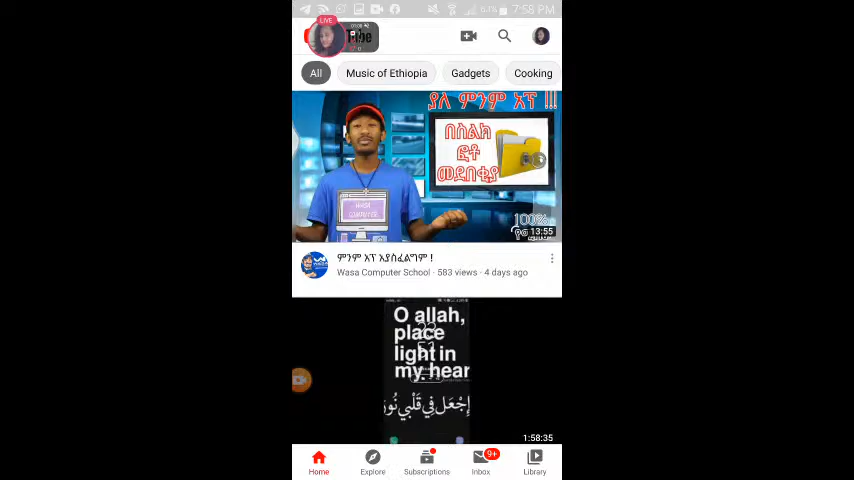 7:58 PM
LIVE
All
Music of Ethiopia
Gadgets
Cooking
ያለ ምንም አፕ !!!
በስልክ
ፎቶ
መደበቂያ
WASA
COMPUTER
100%
13:55
ምንም አፕ አያስፈልግም !
Wasa Computer School · 583 views · 4 days ago
O allah,
place
light in
my hear
إِجْعَل فِي قَلْبِي نُور
1:58:35
9+
Home
Explore
Subscriptions
Inbox
Library